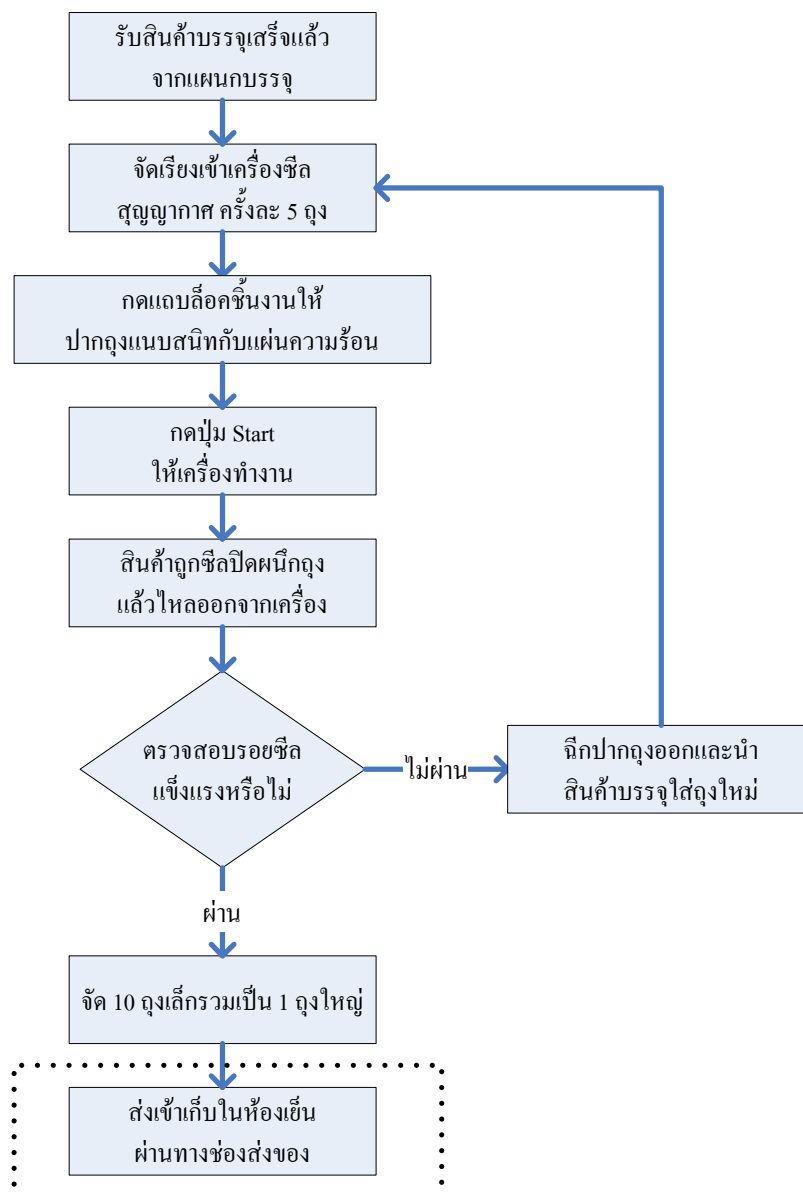 รับสินค้าบรรจุเสร็จแล้ว
จากแผนกบรรจุ
จัดเรียงเข้าเครื่องซีล
สุญญากาศ ครั้งละ 5 ถุง
กดแถบล็อคชิ้นงานให้
ปากถุงแนบสนิทกับแผ่นความร้อน
กดปุ่ม Start
ให้เครื่องทำงาน
สินค้าถูกซีลปิดผนึกถุง
แล้วไหลออกจากเครื่อง
ตรวจสอบรอยซีล
แข็งแรงหรือไม่
ไม่ผ่าน
ฉีกปากถุงออกและนำ
สินค้าบรรจุใส่ถุงใหม่
ผ่าน
จัด 10 ถุงเล็กรวมเป็น 1 ถุงใหญ่
ส่งเข้าเก็บในห้องเย็น
ผ่านทางช่องส่งของ